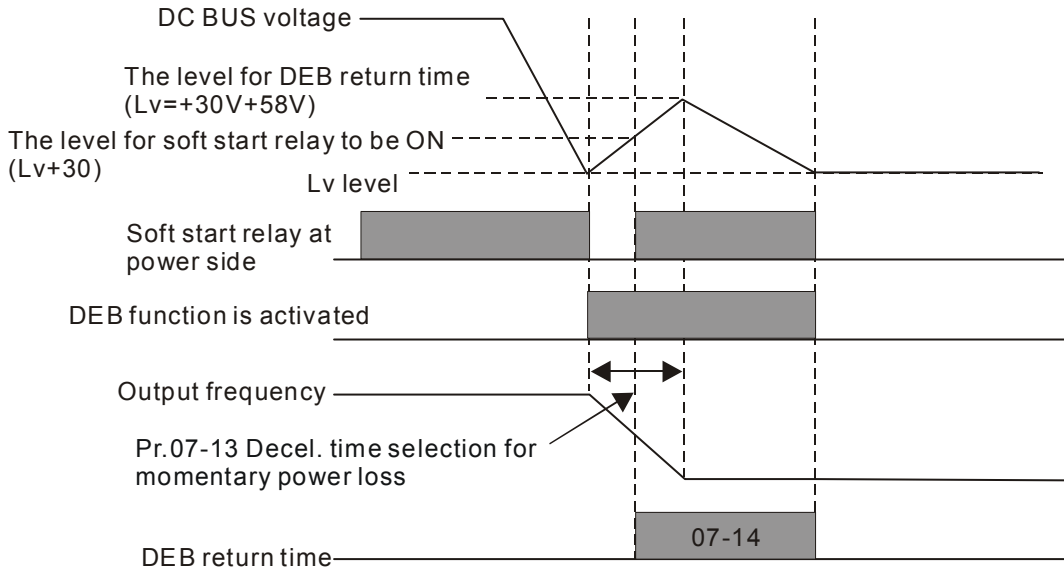 DC BUS voltage
The level for DEB return time
(Lv=+30V+58V)
The level for soft start relay to be ON
(Lv+30)
Lv level
Soft start relay at
power side
DEB function is activated
Output frequency
Pr.07-13 Decel. time selection for
momentary power loss
07-14
DEB return time